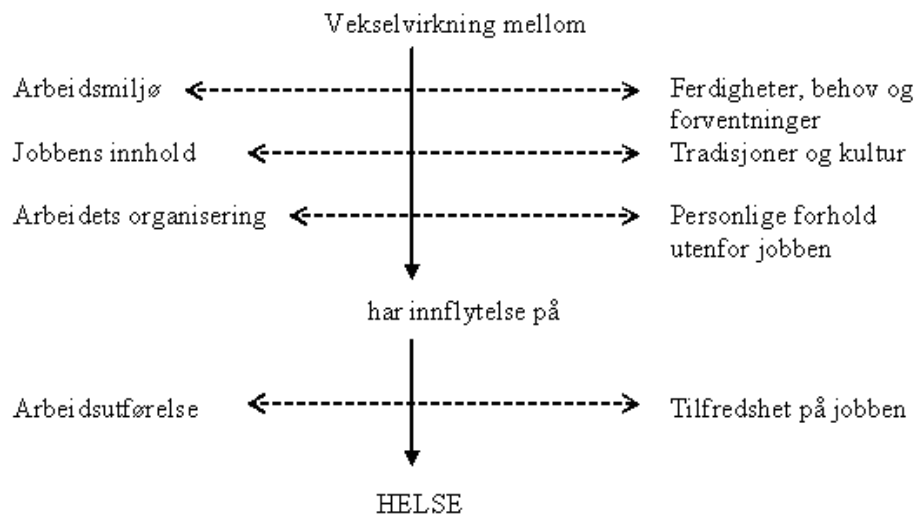 Vekselvirkning mellom
Arbeidsmiljø
Ferdigheter, behov og
forventninger
Jobbens innhold
Tradisjoner og kultur
Arbeidets organisering
Personlige forhold
utenfor jobben
har innflytelse på
Arbeidsutførelse
Tilfredshet på jobben
HELSE